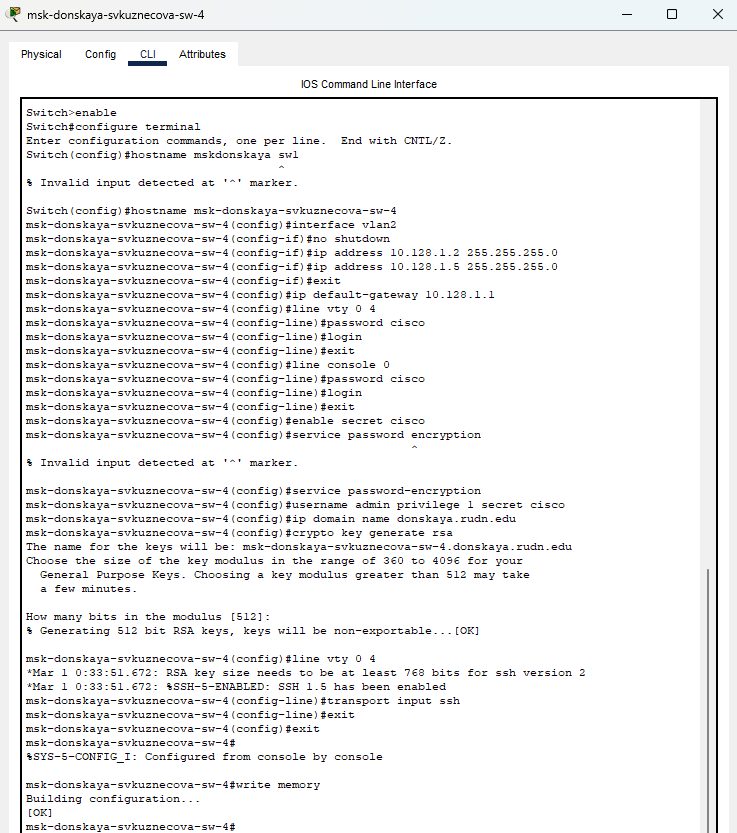 msk-donskaya-svkuznecova-sw-4
Physical Config CLI Attributes
IOS Command Line Interface
Switch>enable
Switch#configure terminal
Enter configuration commands, one per line.  End with CNTL/Z.
Switch(config)#hostname mskdonskaya swl
^
% Invalid input detected at '^' marker.
Switch(config)#hostname msk-donskaya-svkuznecova-sw-4
msk-donskaya-svkuznecova-sw-4(config)#interface vlan2
msk-donskaya-svkuznecova-sw-4(config-if)#no shutdown
msk-donskaya-svkuznecova-sw-4(config-if)#ip address 10.128.1.2 255.255.255.0
msk-donskaya-svkuznecova-sw-4(config-if)#ip address 10.128.1.5 255.255.255.0
msk-donskaya-svkuznecova-sw-4(config-if)#exit
msk-donskaya-svkuznecova-sw-4(config)#ip default-gateway 10.128.1.1
msk-donskaya-svkuznecova-sw-4(config)#line vty 0 4
msk-donskaya-svkuznecova-sw-4(config-line)#password cisco
msk-donskaya-svkuznecova-sw-4(config-line)#login
msk-donskaya-svkuznecova-sw-4(config-line)#exit
msk-donskaya-svkuznecova-sw-4(config)#line console 0
msk-donskaya-svkuznecova-sw-4(config-line)#password cisco
msk-donskaya-svkuznecova-sw-4(config-line)#login
msk-donskaya-svkuznecova-sw-4(config-line)#exit
msk-donskaya-svkuznecova-sw-4(config)#enable secret cisco
msk-donskaya-svkuznecova-sw-4(config)#service password encryption
^
% Invalid input detected at '^' marker.
msk-donskaya-svkuznecova-sw-4(config)#service password-encryption
msk-donskaya-svkuznecova-sw-4(config)#username admin privilege 1 secret cisco
msk-donskaya-svkuznecova-sw-4(config)#ip domain name donskaya.rudn.edu
msk-donskaya-svkuznecova-sw-4(config)#crypto key generate rsa
The name for the keys will be: msk-donskaya-svkuznecova-sw-4.donskaya.rudn.edu
Choose the size of the key modulus in the range of 360 to 4096 for your
General Purpose Keys. Choosing a key modulus greater than 512 may take
a few minutes.
How many bits in the modulus [512]:
% Generating 512 bit RSA keys, keys will be non-exportable...[OK]
msk-donskaya-svkuznecova-sw-4(config)#line vty 0 4
*Mar 1 0:33:51.672: RSA key size needs to be at least 768 bits for ssh version 2
*Mar 1 0:33:51.672: %SSH-5-ENABLED: SSH 1.5 has been enabled
msk-donskaya-svkuznecova-sw-4(config-line)#transport input ssh
msk-donskaya-svkuznecova-sw-4(config-line)#exit
msk-donskaya-svkuznecova-sw-4(config)#exit
msk-donskaya-svkuznecova-sw-4#
%SYS-5-CONFIG_I: Configured from console by console
msk-donskaya-svkuznecova-sw-4#write memory
Building configuration...
[OK]
msk-donskaya-svkuznecova-sw-4#